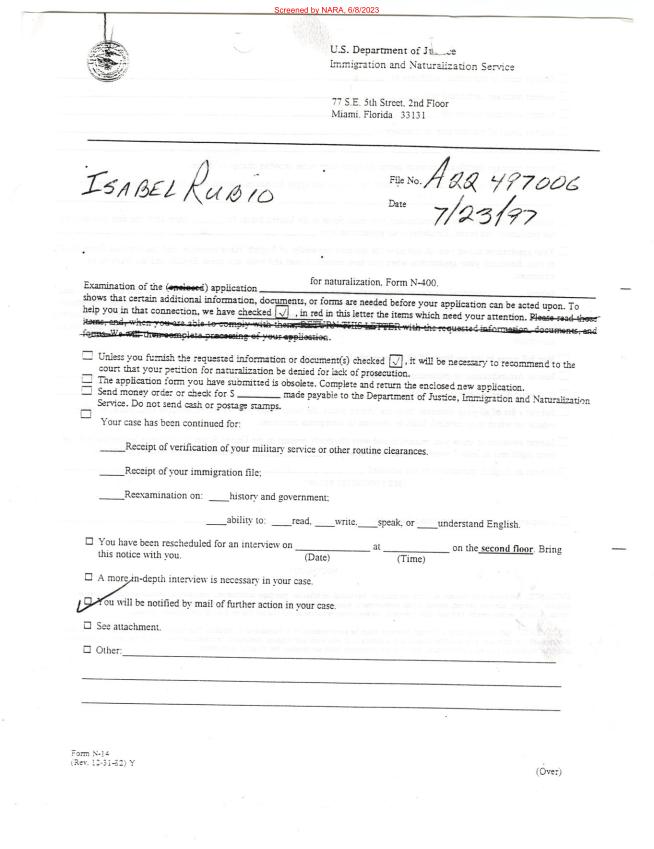 Screened by NARA, 6/8/2023
U.S. Department of Justice
Immigration and Naturalization Service
77 S.E. 5th Street, 2nd Floor
Miami, Florida 33131
ISABEL RUBIO
File No. A22 497006
Date 7/23/97
Examination of the (enclosed) application ____________ for naturalization, Form N-400.
shows that certain additional information, documents, or forms are needed before your application can be acted upon. To
help you in that connection, we have checked ☑ , in red in this letter the items which need your attention. Please read those
items, and, when you are able to comply with them, RETURN THIS LETTER with the requested information, documents, and
forms. We will then complete processing of your application.
☐ Unless you furnish the requested information or document(s) checked ☑, it will be necessary to recommend to the
court that your petition for naturalization be denied for lack of prosecution.
☐ The application form you have submitted is obsolete. Complete and return the enclosed new application.
☐ Send money order or check for $ ________ made payable to the Department of Justice, Immigration and Naturalization
Service. Do not send cash or postage stamps.
☐
Your case has been continued for:
_____Receipt of verification of your military service or other routine clearances.
_____Receipt of your immigration file;
_____Reexamination on: ____history and government;
____ability to: ____read, ____write,____speak, or ____understand English.
☐ You have been rescheduled for an interview on ______________ at ____________ on the second floor. Bring
this notice with you. (Date) (Time)
☐ A more in-depth interview is necessary in your case.
☑ You will be notified by mail of further action in your case.
☐ See attachment.
☐ Other:
Form N-14
(Rev. 12-31-82) Y
(Over)